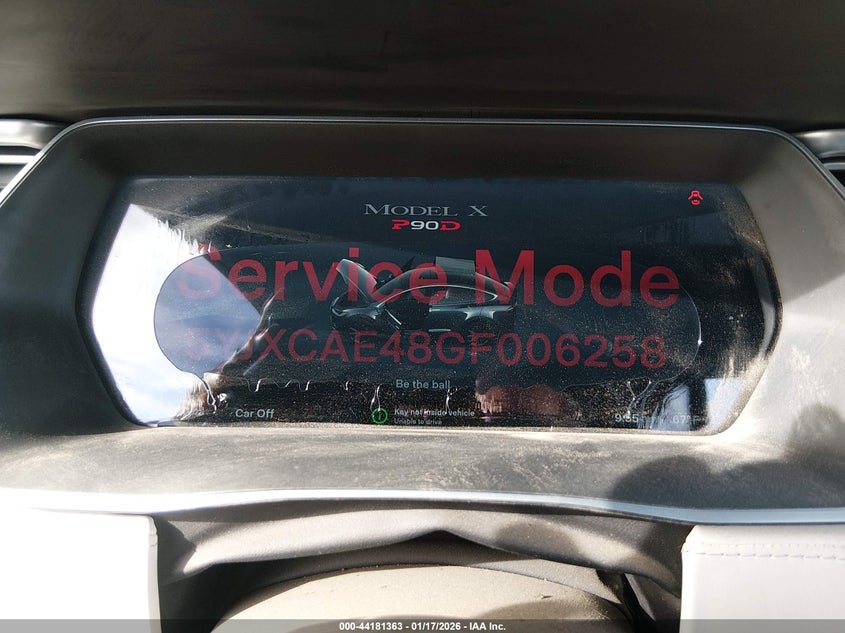 MODEL X
P90D
Service Mode
5YJXCAE48GF006258
Be the ball
Car Off
Key not inside vehicle
Unable to drive
000-44181363 - 01/17/2026 - IAA Inc.